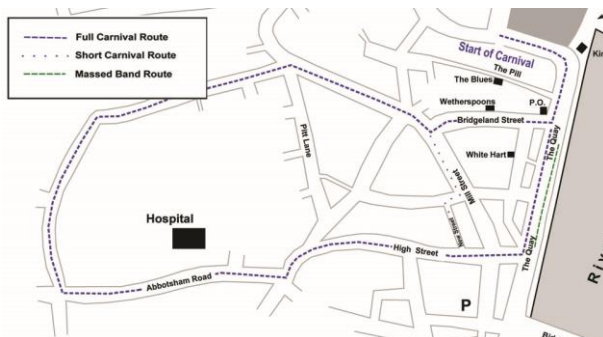 Full Carnival Route
Short Carnival Route
Massed Band Route
Start of Carnival
The Pill
The Blues
Wetherspoons
P.O.
Bridgeland Street
The Quay
White Hart
Pitt Lane
Mill Street
Hospital
High Street
The Quay
Abbotsham Road
P